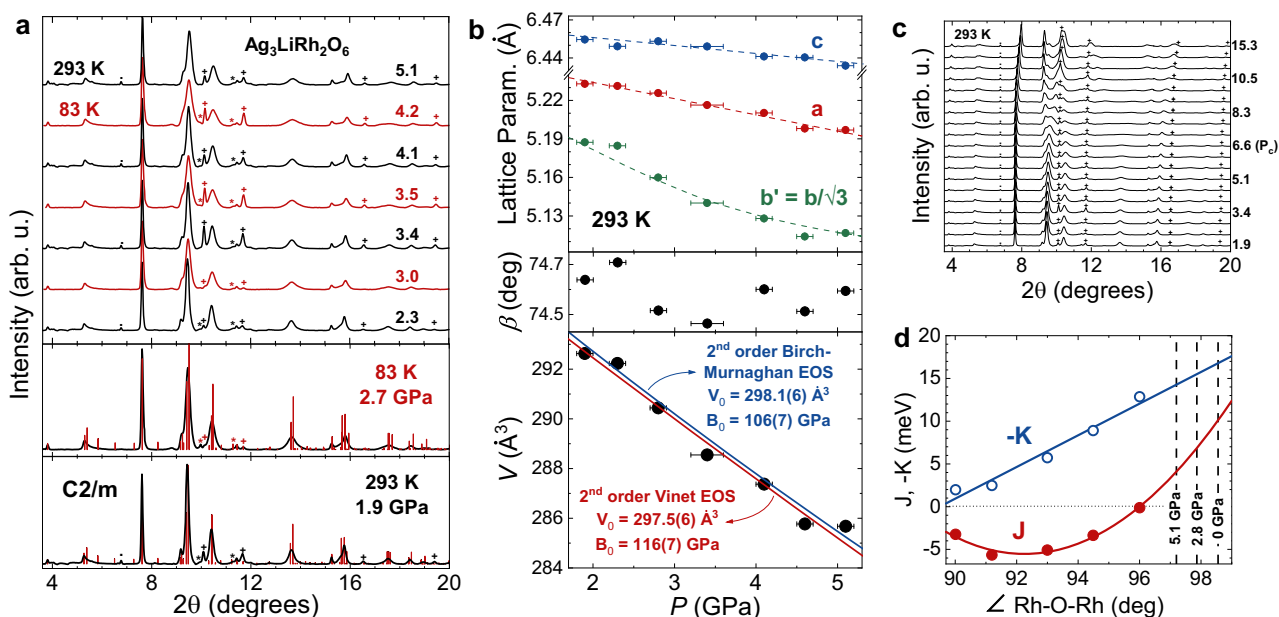 a
Ag3LiRh2O6
293 K
5.1
83 K
4.2
4.1
3.5
3.4
3.0
2.3
83 K
2.7 GPa
C2/m
293 K
1.9 GPa
Intensity (arb. u.)
4 6 8 10 12 14 16 18 20
2θ (degrees)
b
6.47
6.44
5.22
5.19
5.16
5.13
Lattice Param. Å
c
a
b' = b/√3
293 K
74.7
74.5
β (deg)
292
290
288
286
284
V (Å³)
2nd order Birch-
Murnaghan EOS
V0 = 298.1(6) Å³
B0 = 106(7) GPa
2nd order Vinet EOS
V0 = 297.5(6) Å³
B0 = 116(7) GPa
2 3 4 5
P (GPa)
c
293 K
15.3
10.5
8.3
6.6 (Pc)
5.1
3.4
1.9
Intensity (arb. u.)
4 6 8 10 12 14 16 18 20
2θ (degrees)
d
20
15
10
5
0
-5
J, -K (meV)
-K
J
5.1 GPa
2.8 GPa
- 0 GPa
90 92 94 96 98
∠ Rh-O-Rh (deg)